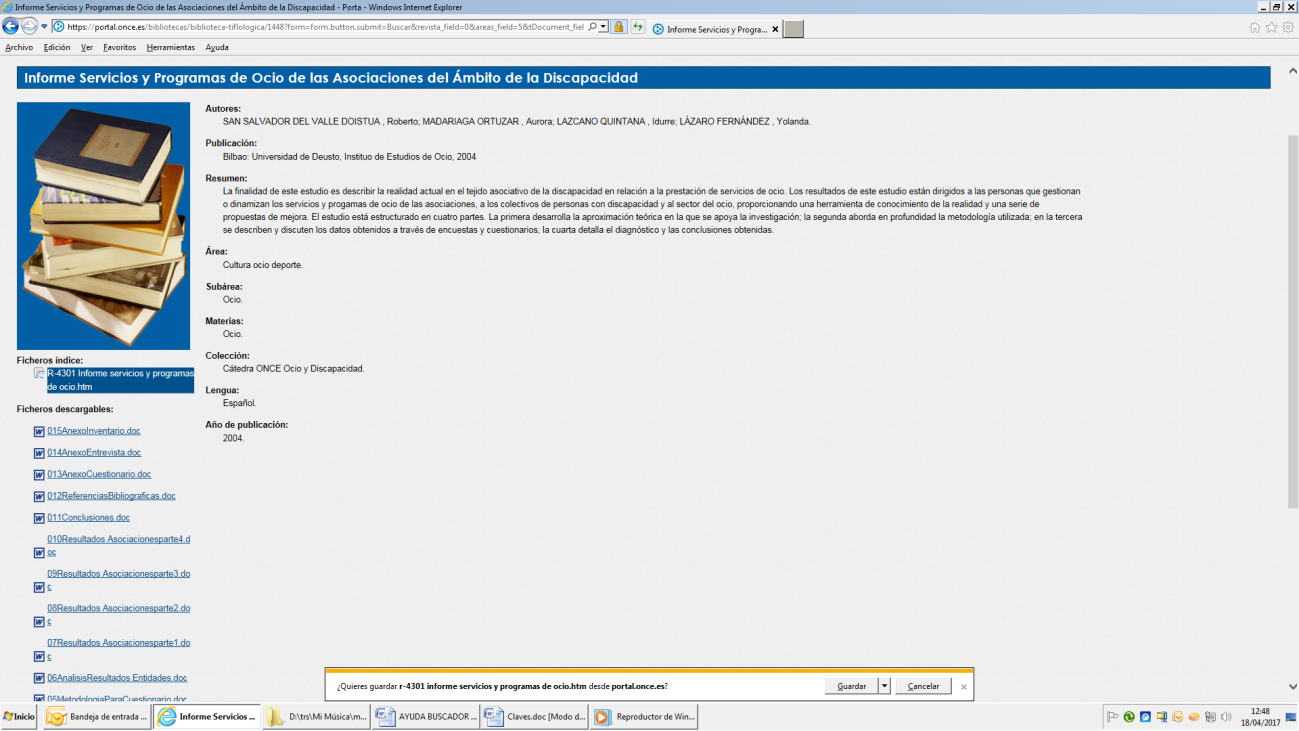 Informe Servicios y Programas de Ocio de las Asociaciones del Ámbito de la Discapacidad - Porta - Windows Internet Explorer
https://portal.once.es/bibliotecas/biblioteca-tiflologica/1448?form=form.button.submit=Buscar&revista_field=0&areas_field=5&tDocument_fiel
Informe Servicios y Progra...
Archivo Edición Ver Favoritos Herramientas Ayuda
Informe Servicios y Programas de Ocio de las Asociaciones del Ámbito de la Discapacidad
Autores:
SAN SALVADOR DEL VALLE DOISTUA , Roberto; MADARIAGA ORTUZAR , Aurora; LAZCANO QUINTANA , Idurre; LÁZARO FERNÁNDEZ , Yolanda.
Publicación:
Bilbao: Universidad de Deusto, Instituo de Estudios de Ocio, 2004
Resumen:
La finalidad de este estudio es describir la realidad actual en el tejido asociativo de la discapacidad en relación a la prestación de servicios de ocio. Los resultados de este estudio están dirigidos a las personas que gestionan
o dinamizan los servicios y progamas de ocio de las asociaciones, a los colectivos de personas con discapacidad y al sector del ocio, proporcionando una herramienta de conocimiento de la realidad y una serie de
propuestas de mejora. El estudio está estructurado en cuatro partes. La primera desarrolla la aproximación teórica en la que se apoya la investigación; la segunda aborda en profundidad la metodología utilizada; en la tercera
se describen y discuten los datos obtenidos a través de encuestas y cuestionarios; la cuarta detalla el diagnóstico y las conclusiones obtenidas.
Área:
Cultura ocio deporte.
Subárea:
Ocio.
Materias:
Ocio.
Colección:
Cátedra ONCE Ocio y Discapacidad.
Lengua:
Español.
Año de publicación:
2004.
Ficheros índice:
R-4301 Informe servicios y programas
de ocio.htm
Ficheros descargables:
015AnexoInventario.doc
014AnexoEntrevista.doc
013AnexoCuestionario.doc
012ReferenciasBibliograficas.doc
011Conclusiones.doc
010Resultados Asociacionesparte4.d
oc
09Resultados Asociacionesparte3.do
c
08Resultados Asociacionesparte2.do
c
07Resultados Asociacionesparte1.do
c
06AnalisisResultados Entidades.doc
05MetodologiaParaCuestionario.doc
¿Quieres guardar r-4301 informe servicios y programas de ocio.htm desde portal.once.es?
Guardar Cancelar
Inicio Bandeja de entrada ... Informe Servicios ... D:\trs\Mi Música\m... AYUDA BUSCADOR ... Claves.doc [Modo d... Reproductor de Win...
12:48
18/04/2017